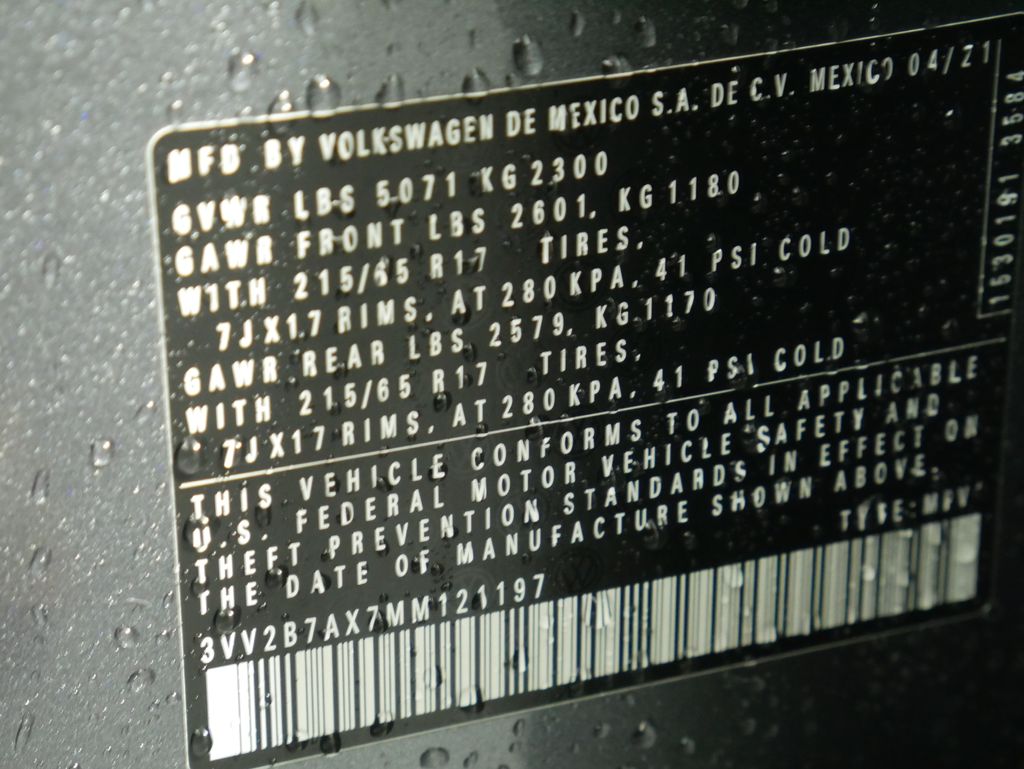 MFD BY VOLKSWAGEN DE MEXICO S.A. DE C.V. MEXICO 04/21
GVWR LBS 5071 KG 2300
GAWR FRONT LBS 2601, KG 1180
WITH 215/65 R17 TIRES,
7JX17 RIMS, AT 280 KPA, 41 PSI COLD
GAWR REAR LBS 2579, KG 1170
WITH 215/65 R17 TIRES,
7JX17 RIMS, AT 280 KPA, 41 PSI COLD
THIS VEHICLE CONFORMS TO ALL APPLICABLE
U.S. FEDERAL MOTOR VEHICLE SAFETY AND
THEFT PREVENTION STANDARDS IN EFFECT ON
THE DATE OF MANUFACTURE SHOWN ABOVE.
TYPE: MPV
3VV2B7AX7MM121197
1530191 3584